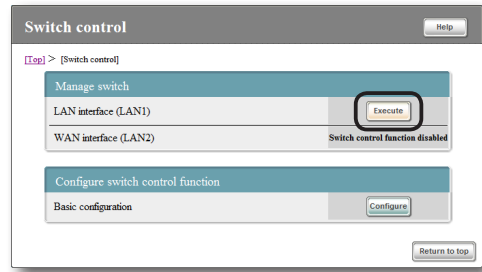 Switch control
Help
[Top] > [Switch control]
Manage switch
LAN interface (LAN1)
Execute
WAN interface (LAN2)
Switch control function disabled
Configure switch control function
Basic configuration
Configure
Return to top